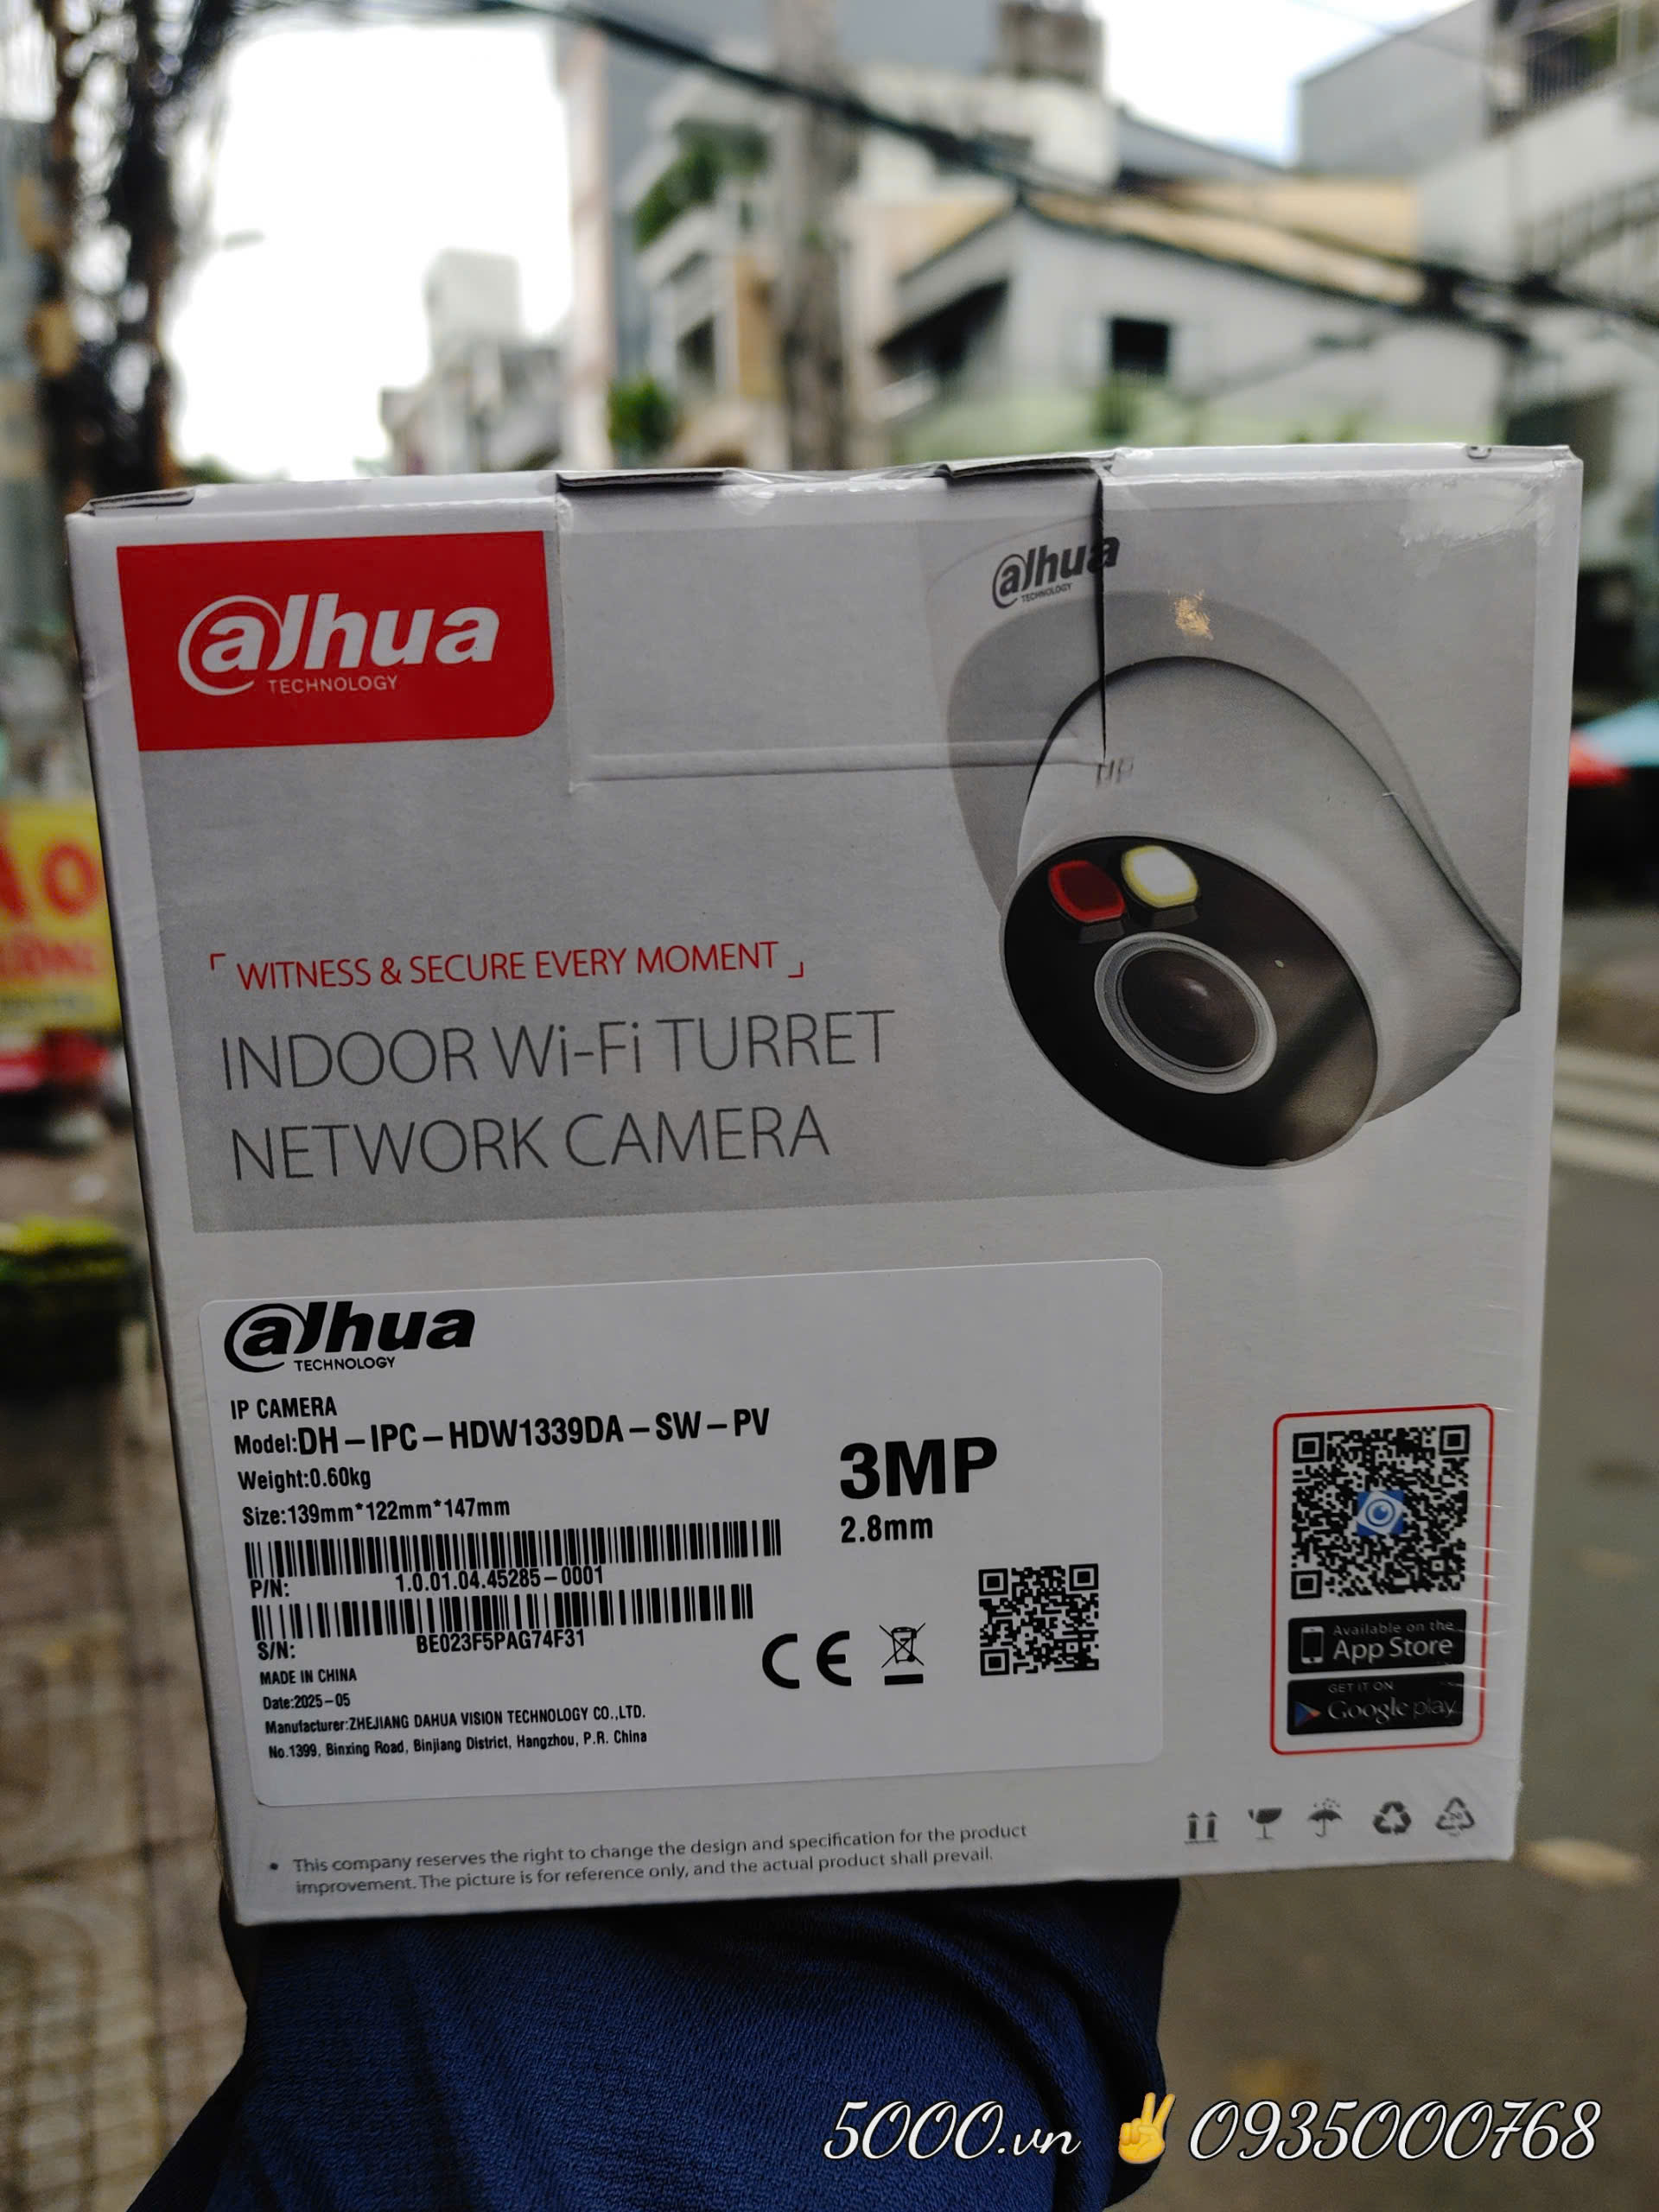 dahua
TECHNOLOGY
dahua
TECHNOLOGY
HP
「 WITNESS & SECURE EVERY MOMENT 」
INDOOR Wi-Fi TURRET
NETWORK CAMERA
dahua
TECHNOLOGY
IP CAMERA
Model:DH-IPC-HDW1339DA-SW-PV
Weight:0.60kg
Size:139mm*122mm*147mm
3MP
2.8mm
P/N: 1.0.01.04.45285-0001
S/N: BE023F5PAG74F31
CE
MADE IN CHINA
Date:2025-05
Manufacturer:ZHEJIANG DAHUA VISION TECHNOLOGY CO.,LTD.
No.1399, Binxing Road, Binjiang District, Hangzhou, P.R. China
Available on the
App Store
GET IT ON
Google play
• This company reserves the right to change the design and specification for the product
improvement. The picture is for reference only, and the actual product shall prevail.
5000.vn ✌ 0935000768